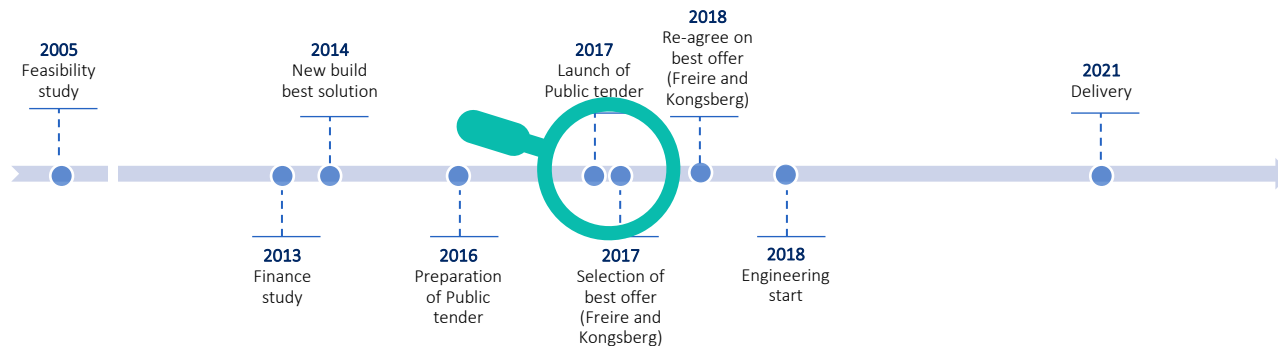 2005
Feasibility
study
2013
Finance
study
2014
New build
best solution
2016
Preparation
of Public
tender
2017
Launch of
Public tender
2017
Selection of
best offer
(Freire and
Kongsberg)
2018
Re-agree on
best offer
(Freire and
Kongsberg)
2018
Engineering
start
2021
Delivery